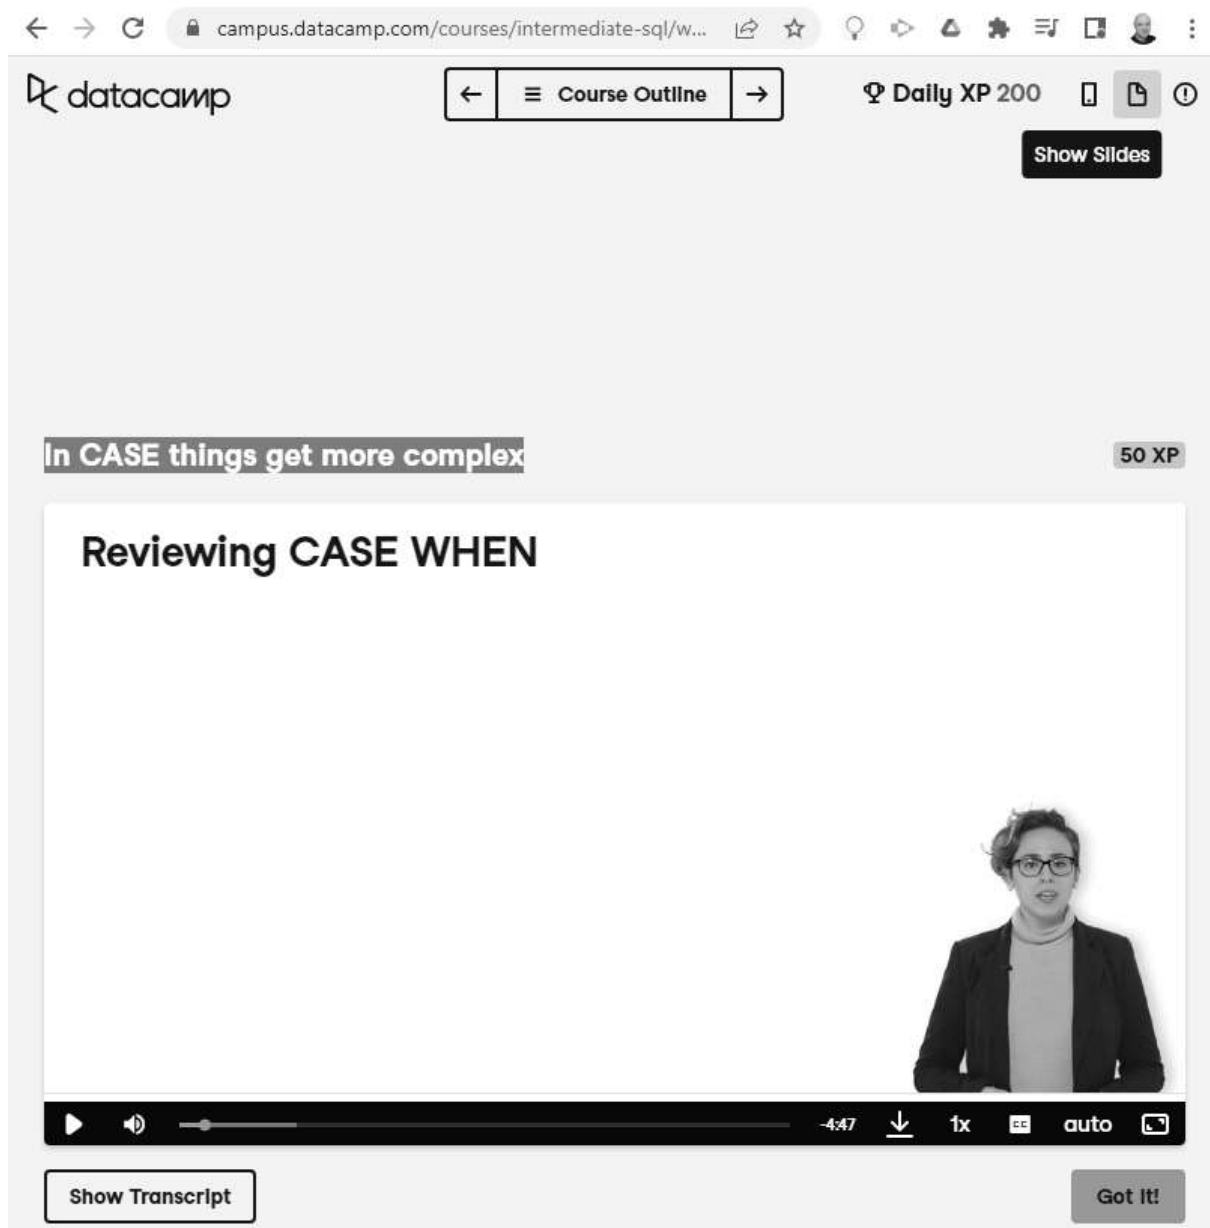 campus.datacamp.com/courses/intermediate-sql/w...
datacamp
Course Outline
Daily XP 200
Show Slides
In CASE things get more complex
50 XP
Reviewing CASE WHEN
-4:47
1x
CC
auto
Show Transcript
Got It!